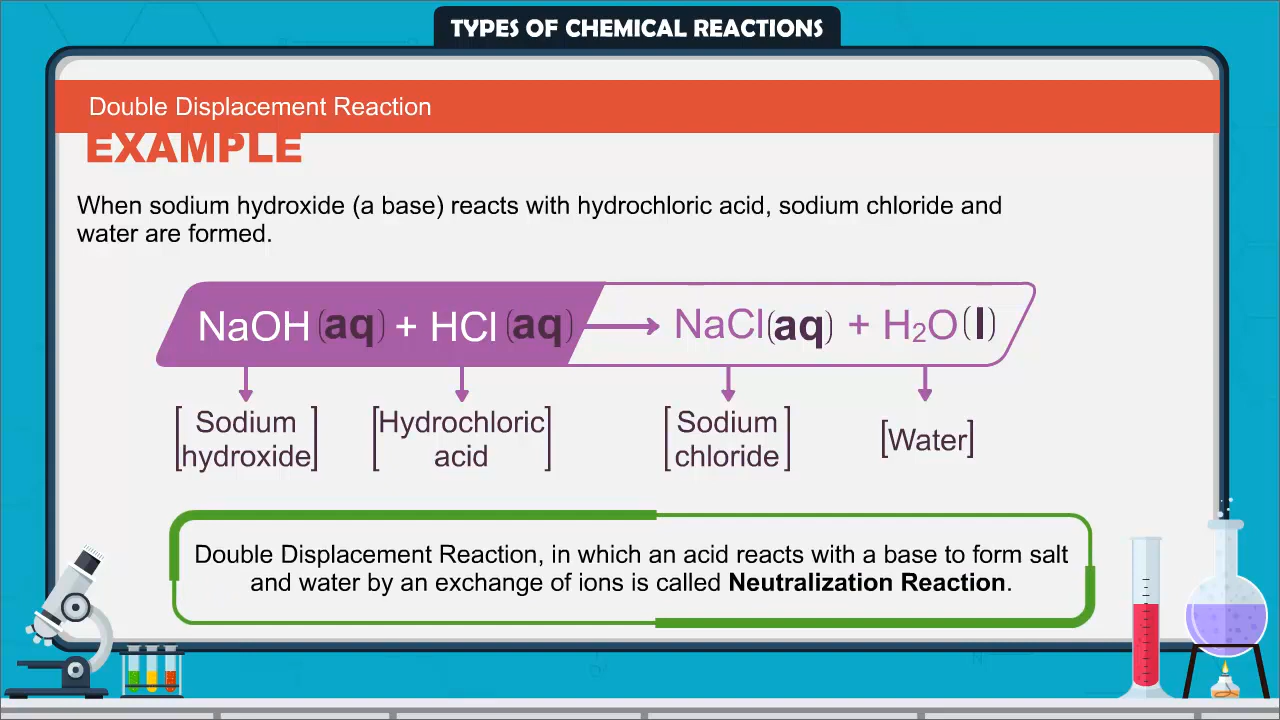 TYPES OF CHEMICAL REACTIONS
Double Displacement Reaction
EXAMPLE
When sodium hydroxide (a base) reacts with hydrochloric acid, sodium chloride and
water are formed.
NaOH(aq) + HCl(aq) → NaCl(aq) + H₂O(l)
[Sodium hydroxide] [Hydrochloric acid] [Sodium chloride] [Water]
Double Displacement Reaction, in which an acid reacts with a base to form salt
and water by an exchange of ions is called Neutralization Reaction.